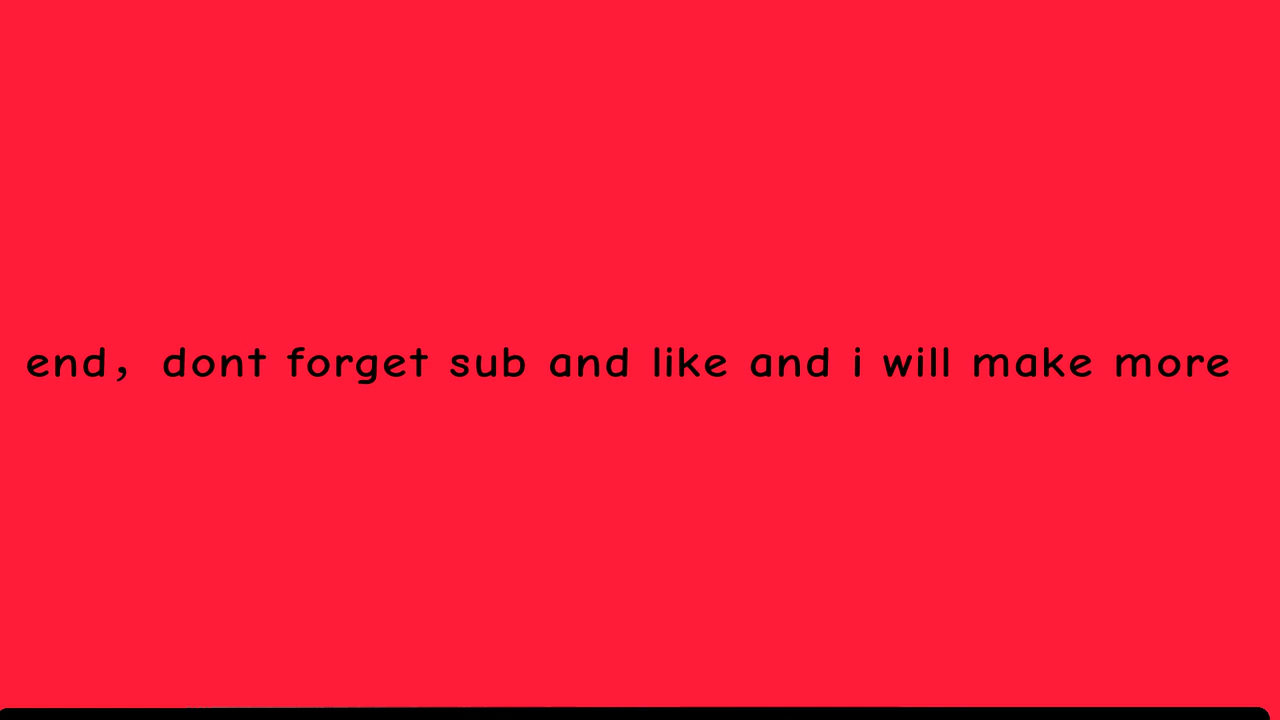 end，dont forget sub and like and i will make more